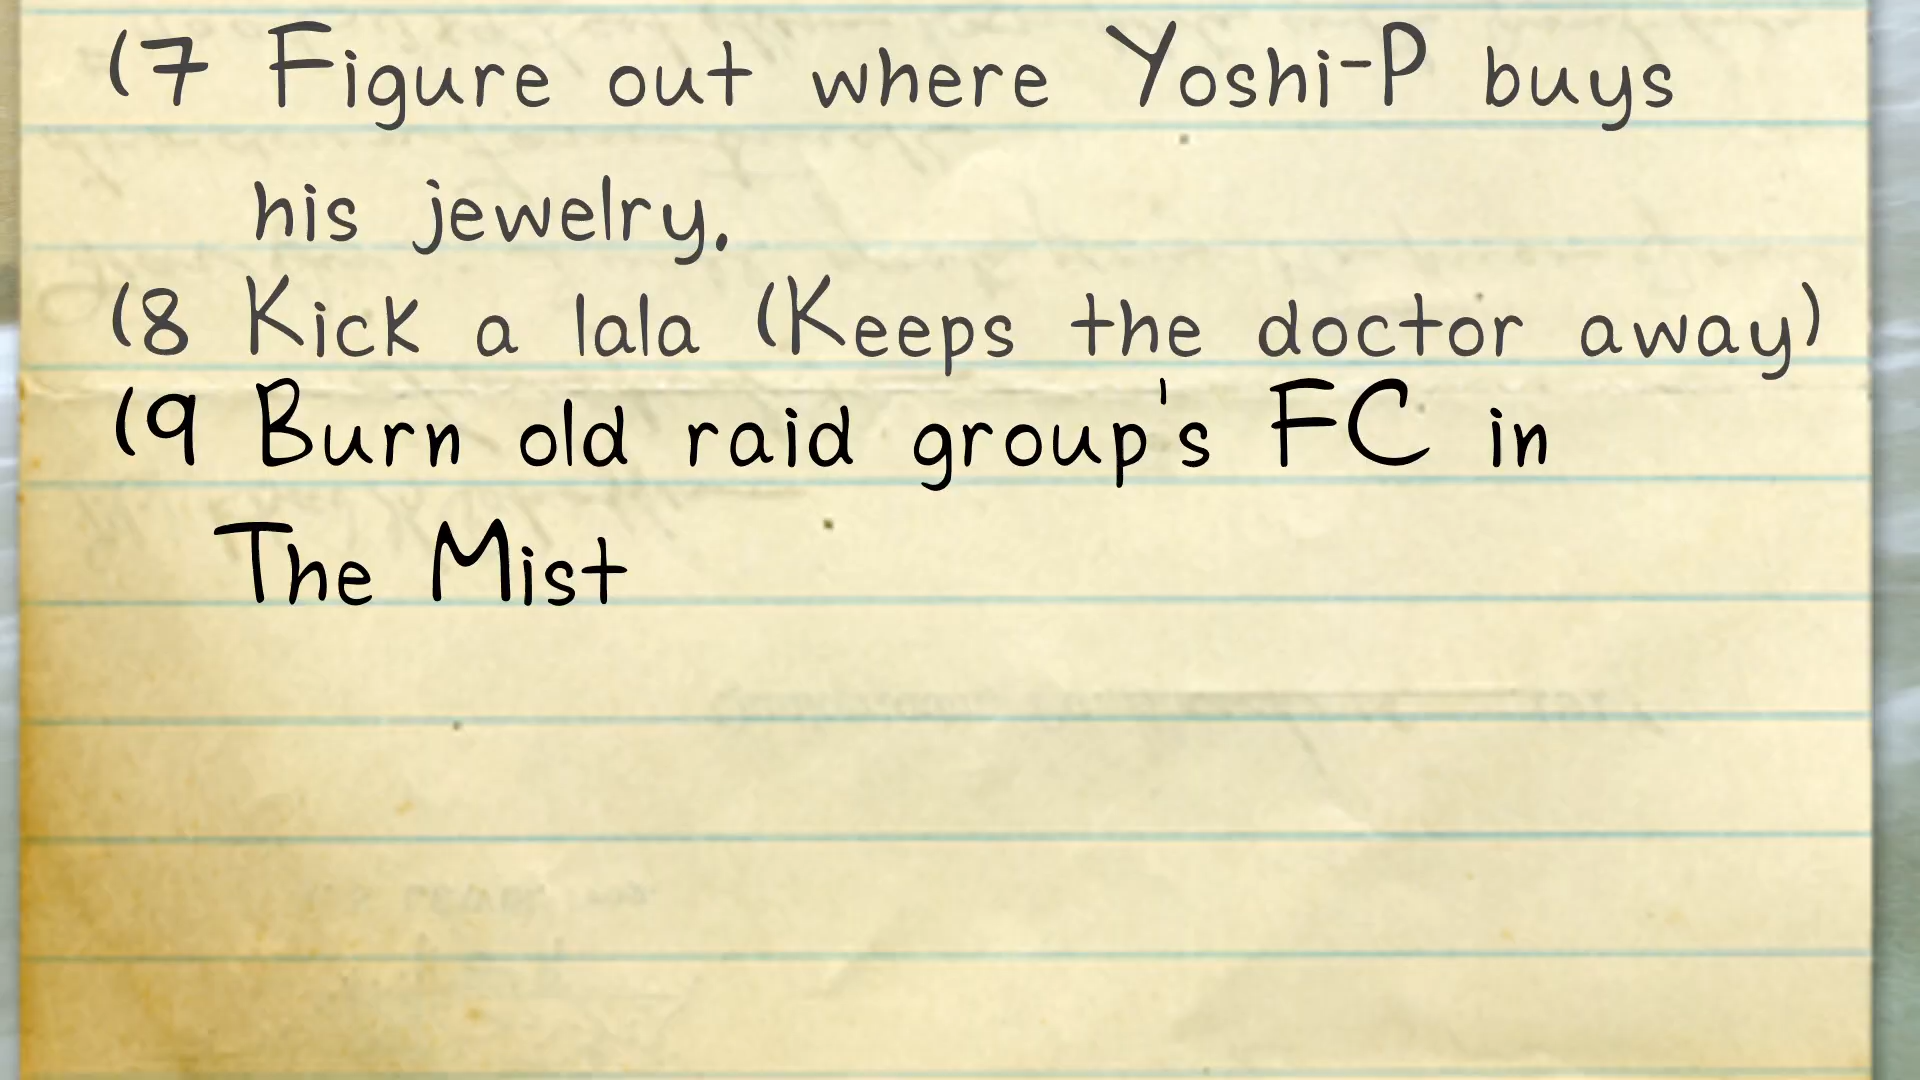 (7 Figure out where Yoshi-P buys
his jewelry.
(8 Kick a lala (Keeps the doctor away)
(9 Burn old raid group's FC in
The Mist